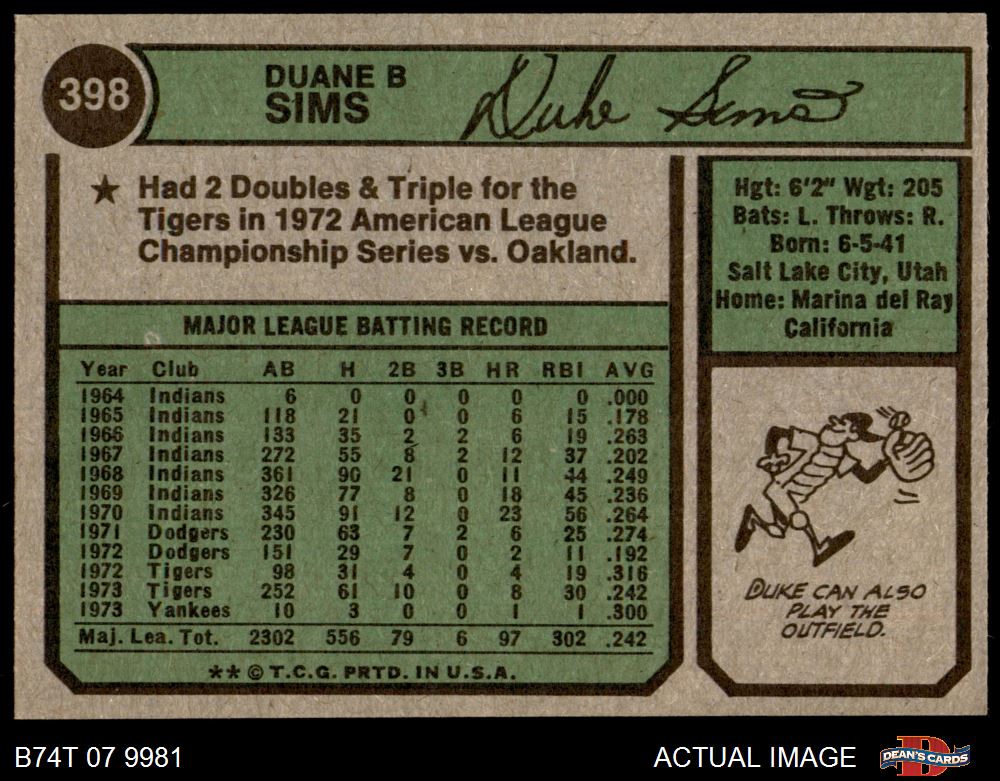 398
DUANE B
SIMS
Duke Sims
★ Had 2 Doubles & Triple for the
Tigers in 1972 American League
Championship Series vs. Oakland.
Hgt: 6'2" Wgt: 205
Bats: L. Throws: R.
Born: 6-5-41
Salt Lake City, Utah
Home: Marina del Ray
California
MAJOR LEAGUE BATTING RECORD
Year Club AB H 2B 3B HR RBI AVG
1964 Indians 6 0 0 0 0 0 .000
1965 Indians 118 21 0 0 6 15 .178
1966 Indians 133 35 2 2 6 19 .263
1967 Indians 272 55 8 2 12 37 .202
1968 Indians 361 90 21 0 11 44 .249
1969 Indians 326 77 8 0 18 45 .236
1970 Indians 345 91 12 0 23 56 .264
1971 Dodgers 230 63 7 2 6 25 .274
1972 Dodgers 151 29 7 0 2 11 .192
1972 Tigers 98 31 4 0 4 19 .316
1973 Tigers 252 61 10 0 8 30 .242
1973 Yankees 10 3 0 0 1 1 .300
Maj. Lea. Tot. 2302 556 79 6 97 302 .242
** © T.C.G. PRTD. IN U.S.A.
DUKE CAN ALSO
PLAY THE
OUTFIELD.
B74T 07 9981
ACTUAL IMAGE
DEAN'S CARDS